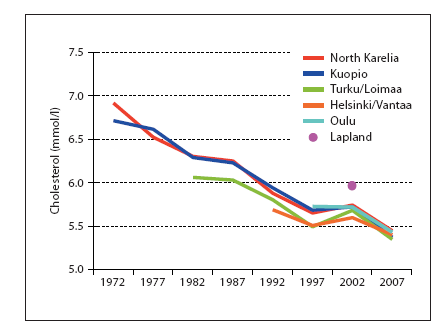 7.5
7.0
6.5
6.0
5.5
5.0
Cholesterol (mmol/l)
North Karelia
Kuopio
Turku/Loimaa
Helsinki/Vantaa
Oulu
Lapland
1972 1977 1982 1987 1992 1997 2002 2007